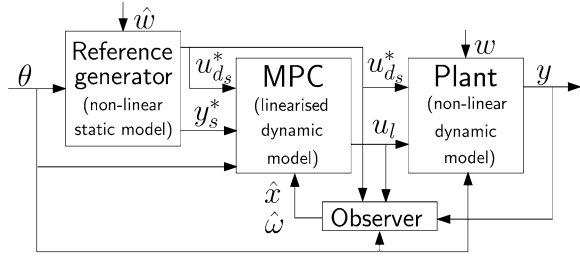 ŵ
θ
Reference
generator
(non-linear
static model)
u*_{d_s}
y*_s
MPC
(linearised
dynamic
model)
u*_{d_s}
u_l
w
Plant
(non-linear
dynamic
model)
y
x̂
ω̂
Observer